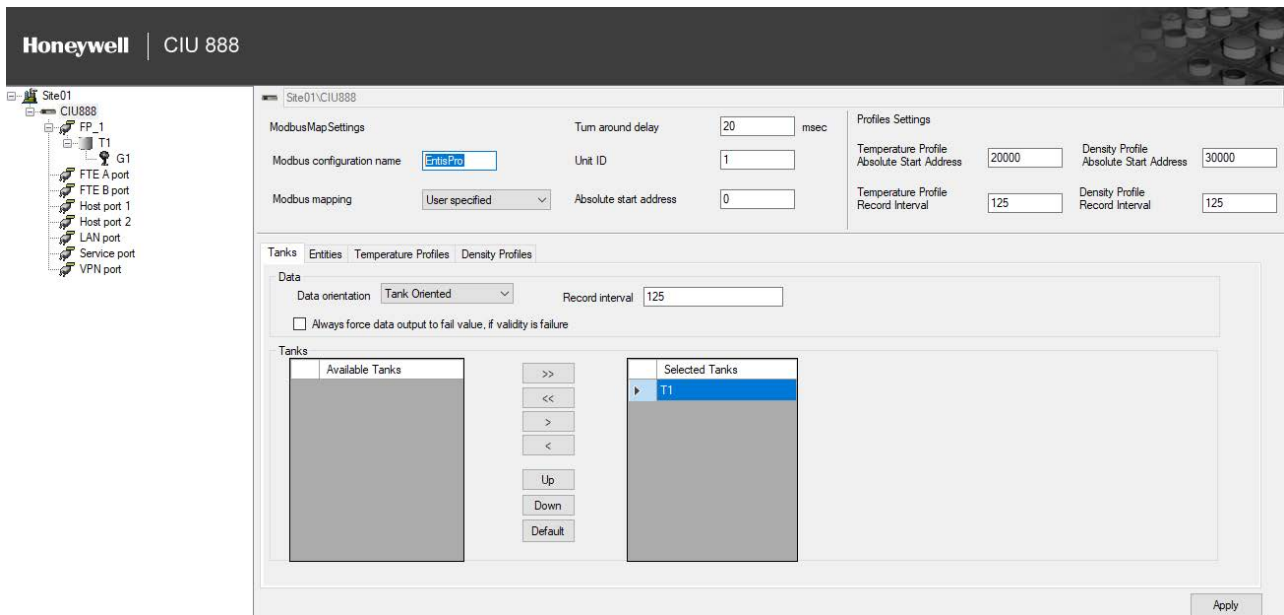 Honeywell | CIU 888
Site01
CIU888
FP_1
T1
G1
FTE A port
FTE B port
Host port 1
Host port 2
LAN port
Service port
VPN port
Site01\CIU888
ModbusMapSettings
Turn around delay 20 msec
Modbus configuration name EntisPro
Unit ID 1
Modbus mapping User specified
Absolute start address 0
Profiles Settings
Temperature Profile
Absolute Start Address 20000
Density Profile
Absolute Start Address 30000
Temperature Profile
Record Interval 125
Density Profile
Record Interval 125
Tanks Entities Temperature Profiles Density Profiles
Data
Data orientation Tank Oriented Record interval 125
Always force data output to fail value, if validity is failure
Tanks
Available Tanks
>>
<<
>
<
Up
Down
Default
Selected Tanks
T1
Apply